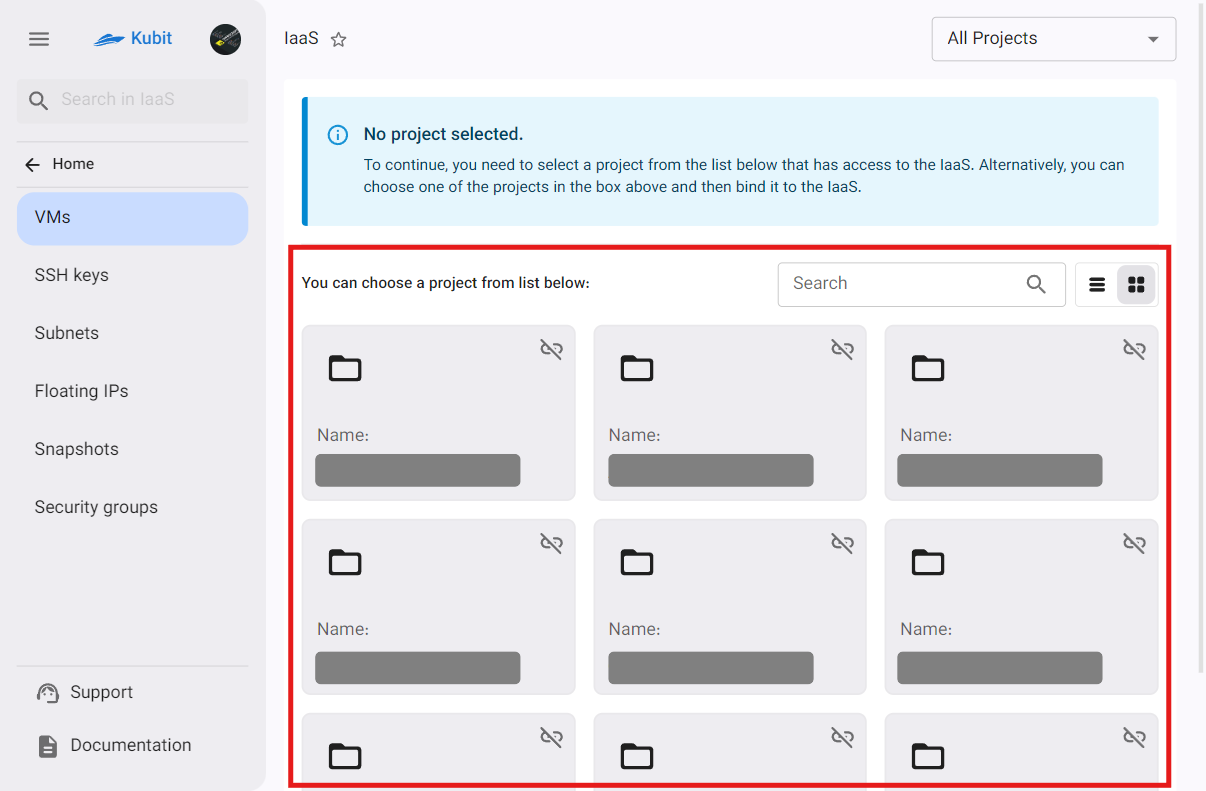 Kubit
IaaS
All Projects
Search in IaaS
Home
VMs
SSH keys
Subnets
Floating IPs
Snapshots
Security groups
Support
Documentation
No project selected.
To continue, you need to select a project from the list below that has access to the IaaS. Alternatively, you can
choose one of the projects in the box above and then bind it to the IaaS.
You can choose a project from list below:
Search
Name:
Name:
Name:
Name:
Name:
Name: